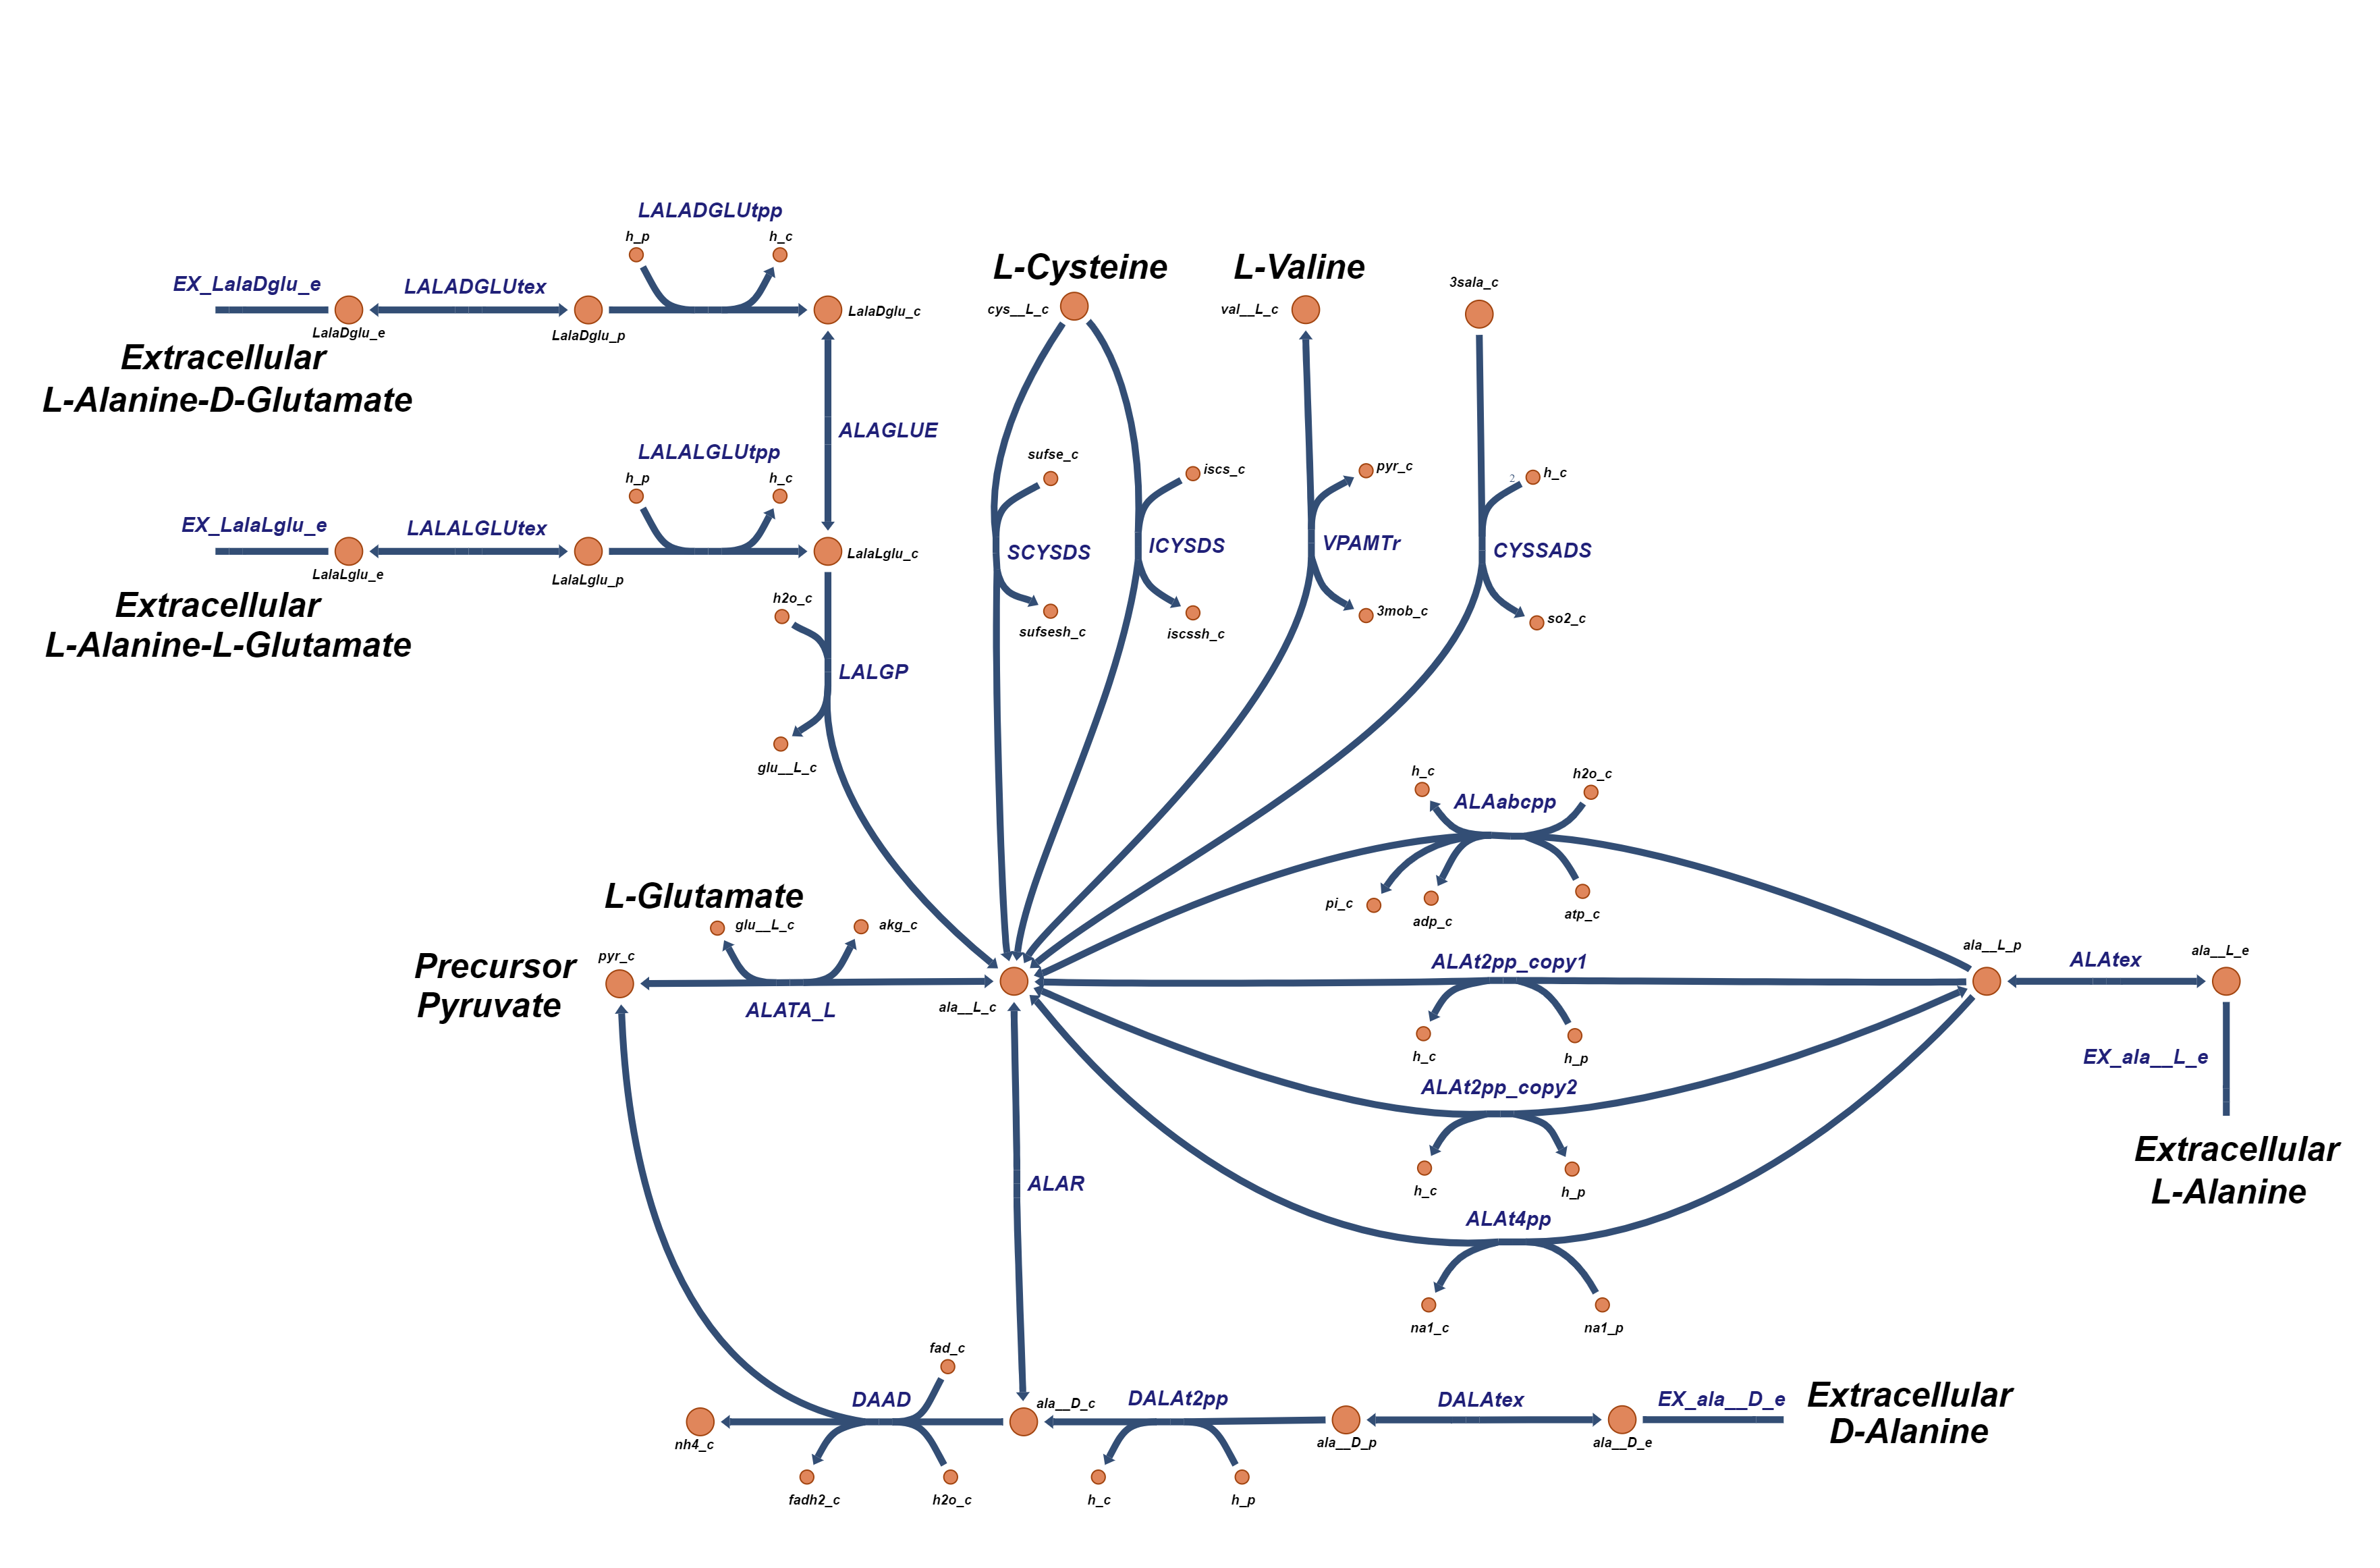 LALADGLUtpp
h_p
h_c
EX_LalaDglu_e
LALADGLUtex
LalaDglu_e
LalaDglu_p
LalaDglu_c
Extracellular
L-Alanine-D-Glutamate
ALAGLUE
LALALGLUtpp
h_p
h_c
EX_LalaLglu_e
LALALGLUtex
LalaLglu_e
LalaLglu_p
LalaLglu_c
Extracellular
L-Alanine-L-Glutamate
h2o_c
LALGP
glu__L_c
L-Cysteine
cys__L_c
sufse_c
SCYSDS
sufsesh_c
iscs_c
ICYSDS
iscssh_c
L-Valine
val__L_c
pyr_c
VPAMTr
3mob_c
3sala_c
2
h_c
CYSSADS
so2_c
h_c
h2o_c
ALAabcpp
pi_c
adp_c
atp_c
L-Glutamate
glu__L_c
akg_c
Precursor
Pyruvate
pyr_c
ALATA_L
ala__L_c
ALAt2pp_copy1
h_c
h_p
ala__L_p
ALAtex
ala__L_e
EX_ala__L_e
Extracellular
L-Alanine
ALAt2pp_copy2
h_c
h_p
ALAR
ALAt4pp
na1_c
na1_p
fad_c
DAAD
nh4_c
fadh2_c
h2o_c
ala__D_c
DALAt2pp
h_c
h_p
ala__D_p
DALAtex
ala__D_e
EX_ala__D_e
Extracellular
D-Alanine